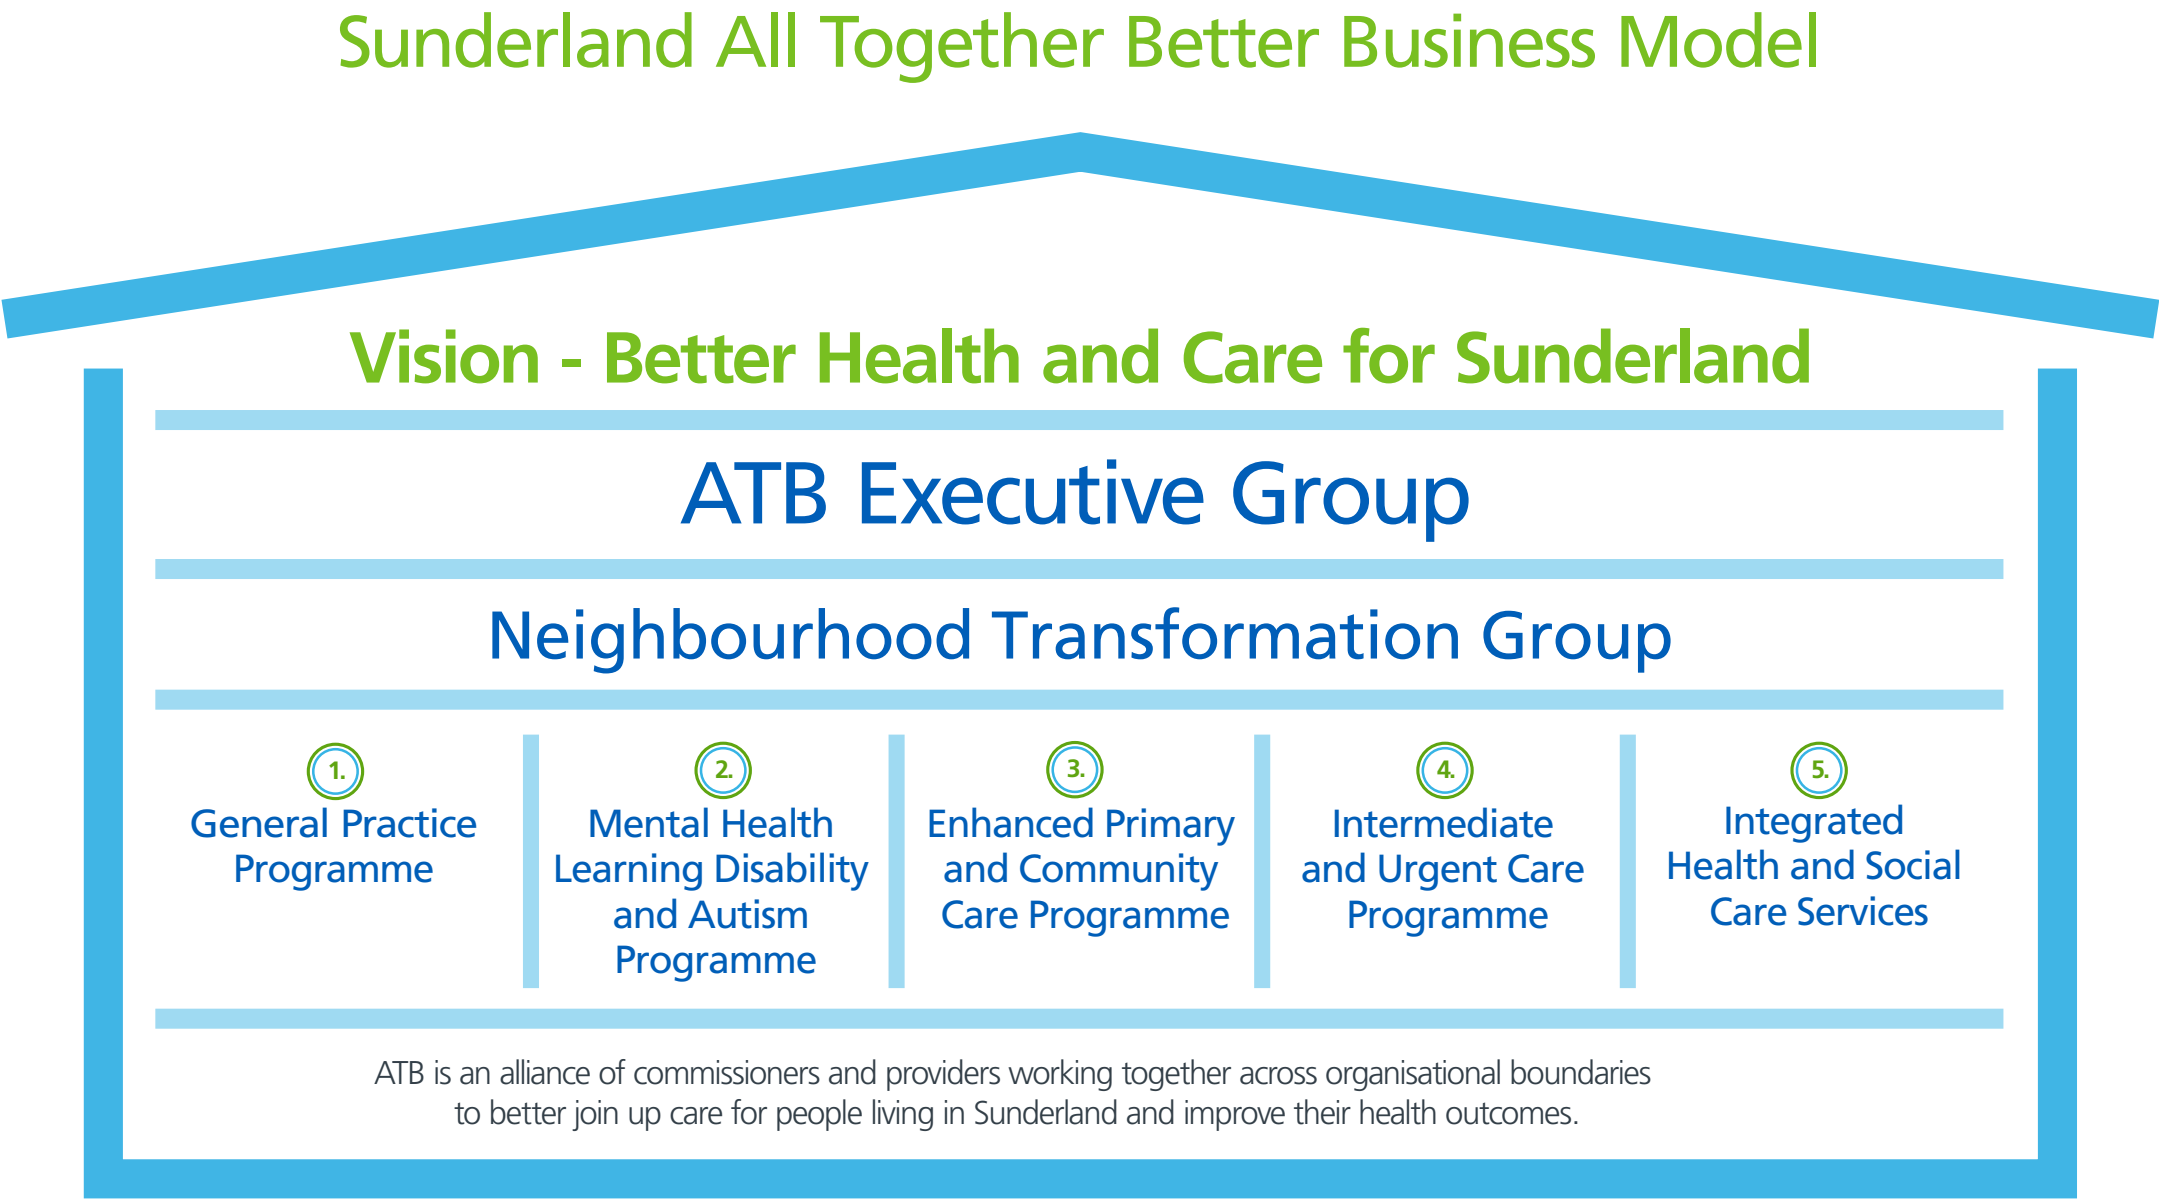 Sunderland All Together Better Business Model
Vision - Better Health and Care for Sunderland
ATB Executive Group
Neighbourhood Transformation Group
1.
General Practice
Programme
2.
Mental Health
Learning Disability
and Autism
Programme
3.
Enhanced Primary
and Community
Care Programme
4.
Intermediate
and Urgent Care
Programme
5.
Integrated
Health and Social
Care Services
ATB is an alliance of commissioners and providers working together across organisational boundaries
to better join up care for people living in Sunderland and improve their health outcomes.